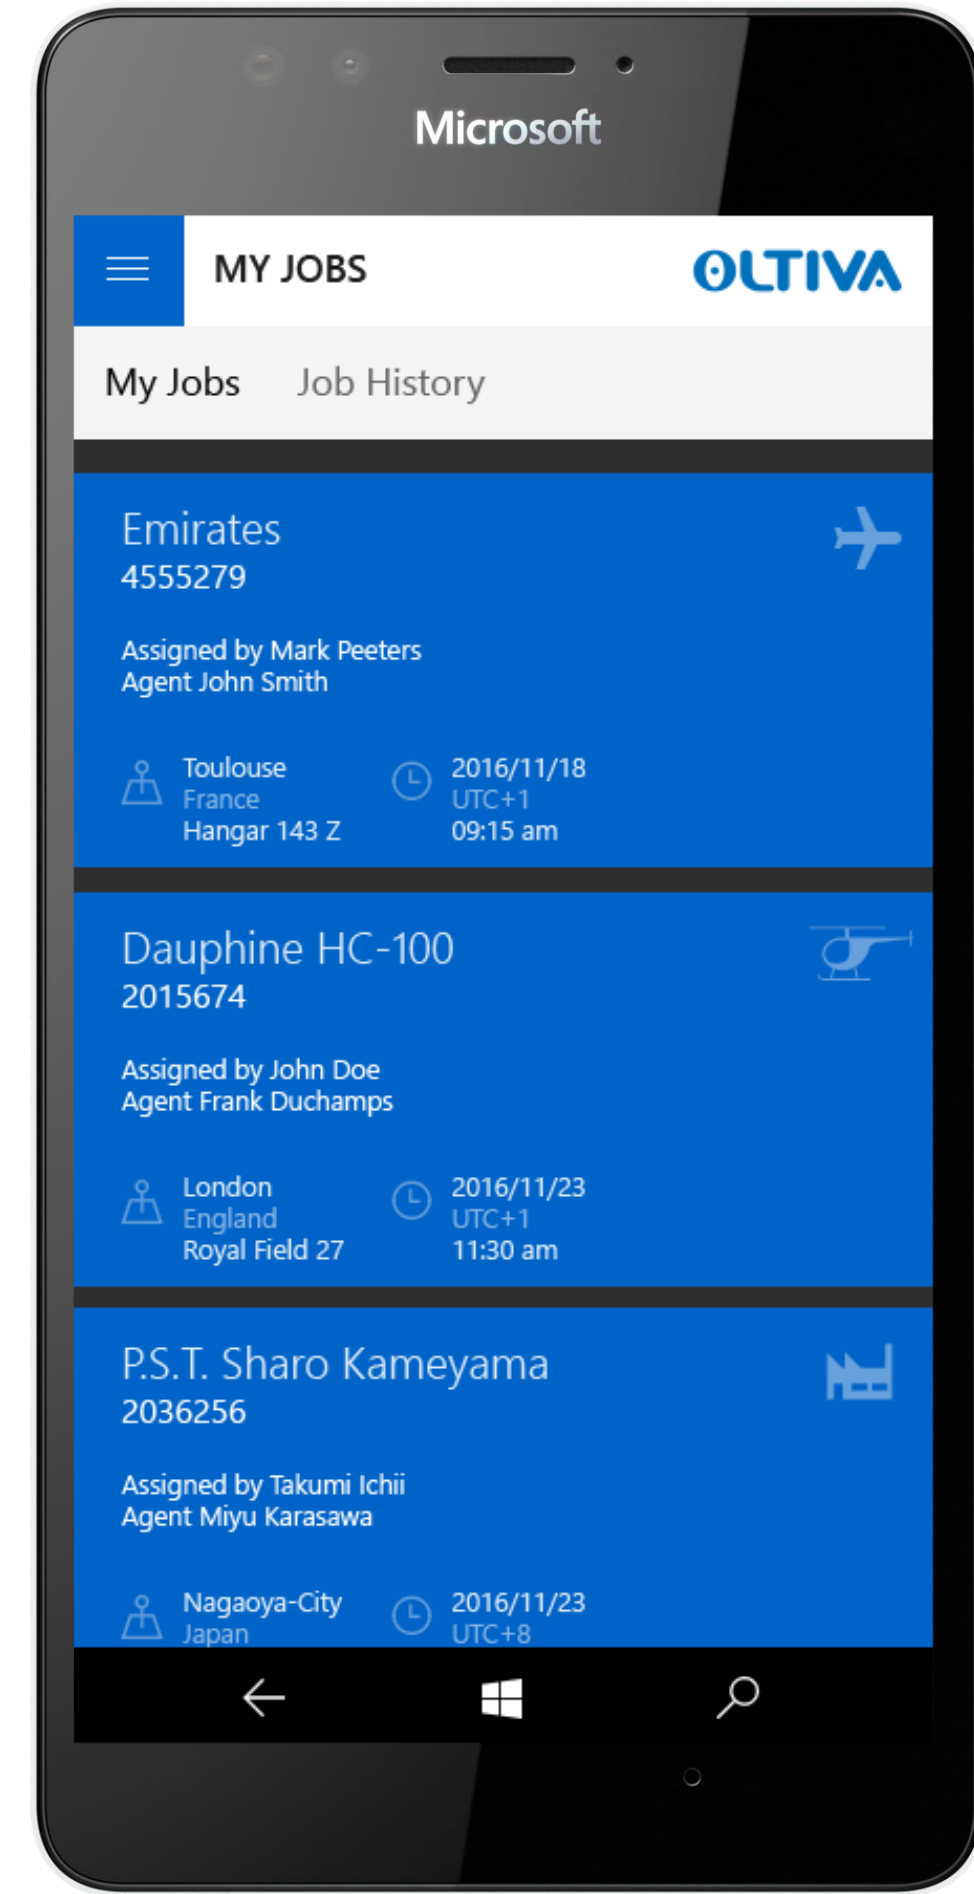 Microsoft
MY JOBS
OLTIVA
My Jobs
Job History
Emirates
4555279
Assigned by Mark Peeters
Agent John Smith
Toulouse
France
Hangar 143 Z
2016/11/18
UTC+1
09:15 am
Dauphine HC-100
2015674
Assigned by John Doe
Agent Frank Duchamps
London
England
Royal Field 27
2016/11/23
UTC+1
11:30 am
P.S.T. Sharo Kameyama
2036256
Assigned by Takumi Ichii
Agent Miyu Karasawa
Nagaoya-City
Japan
2016/11/23
UTC+8